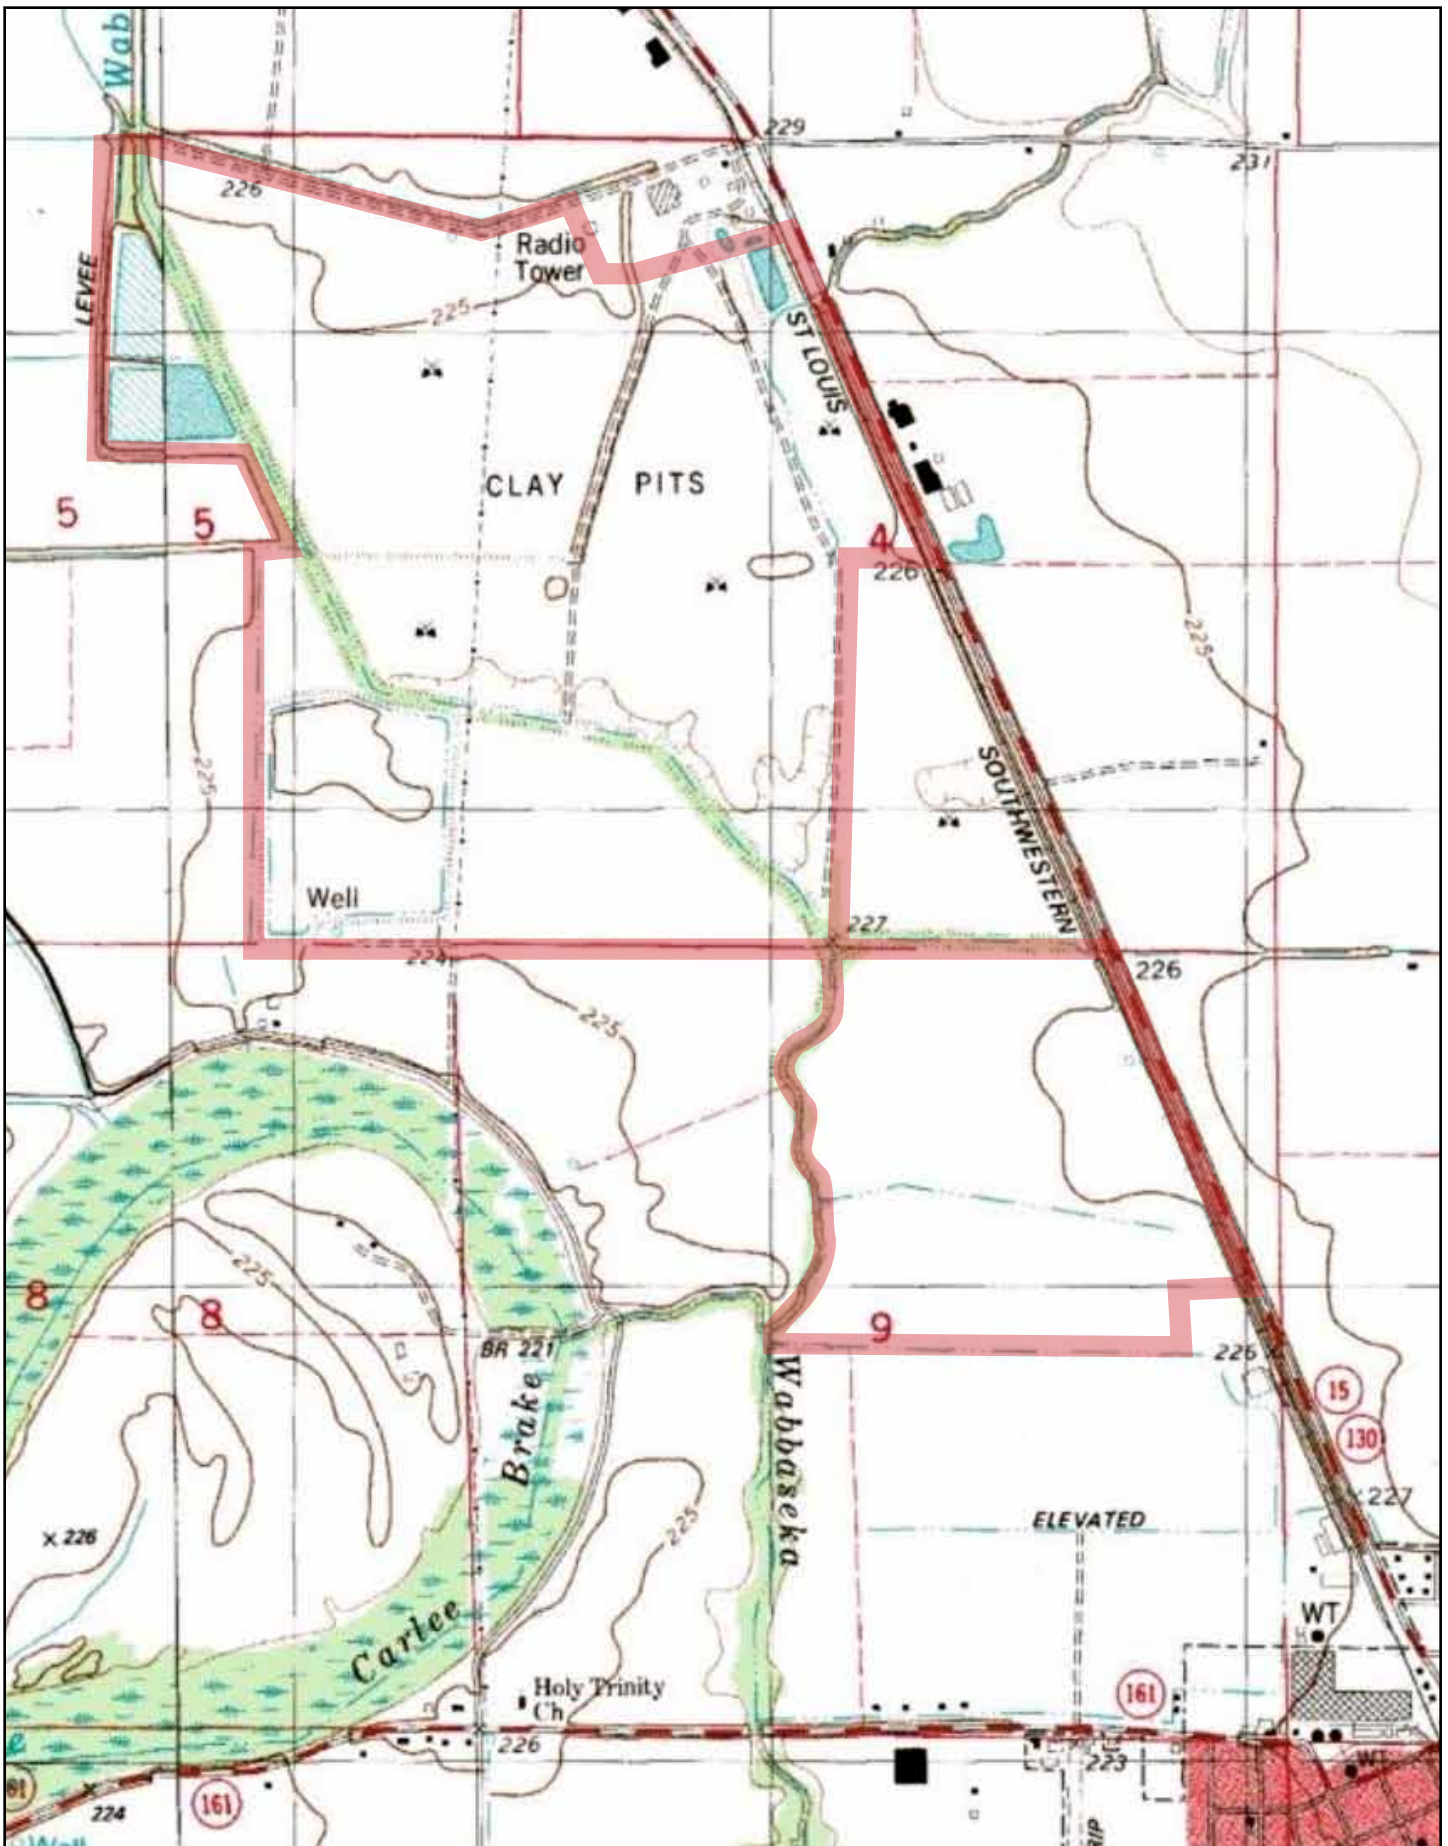 Wab
229
231
226
Radio
Tower
LEVEE
225
ST LOUIS
CLAY PITS
5
5
4
226
225
225
SOUTHWESTERN
Well
227
224
226
225
225
8
8
9
BR 221
226
15
130
Brake
Wabbaseka
227
225
ELEVATED
x 226
WT
Carlee
Holy Trinity
Ch
161
226
223
WT
161
224